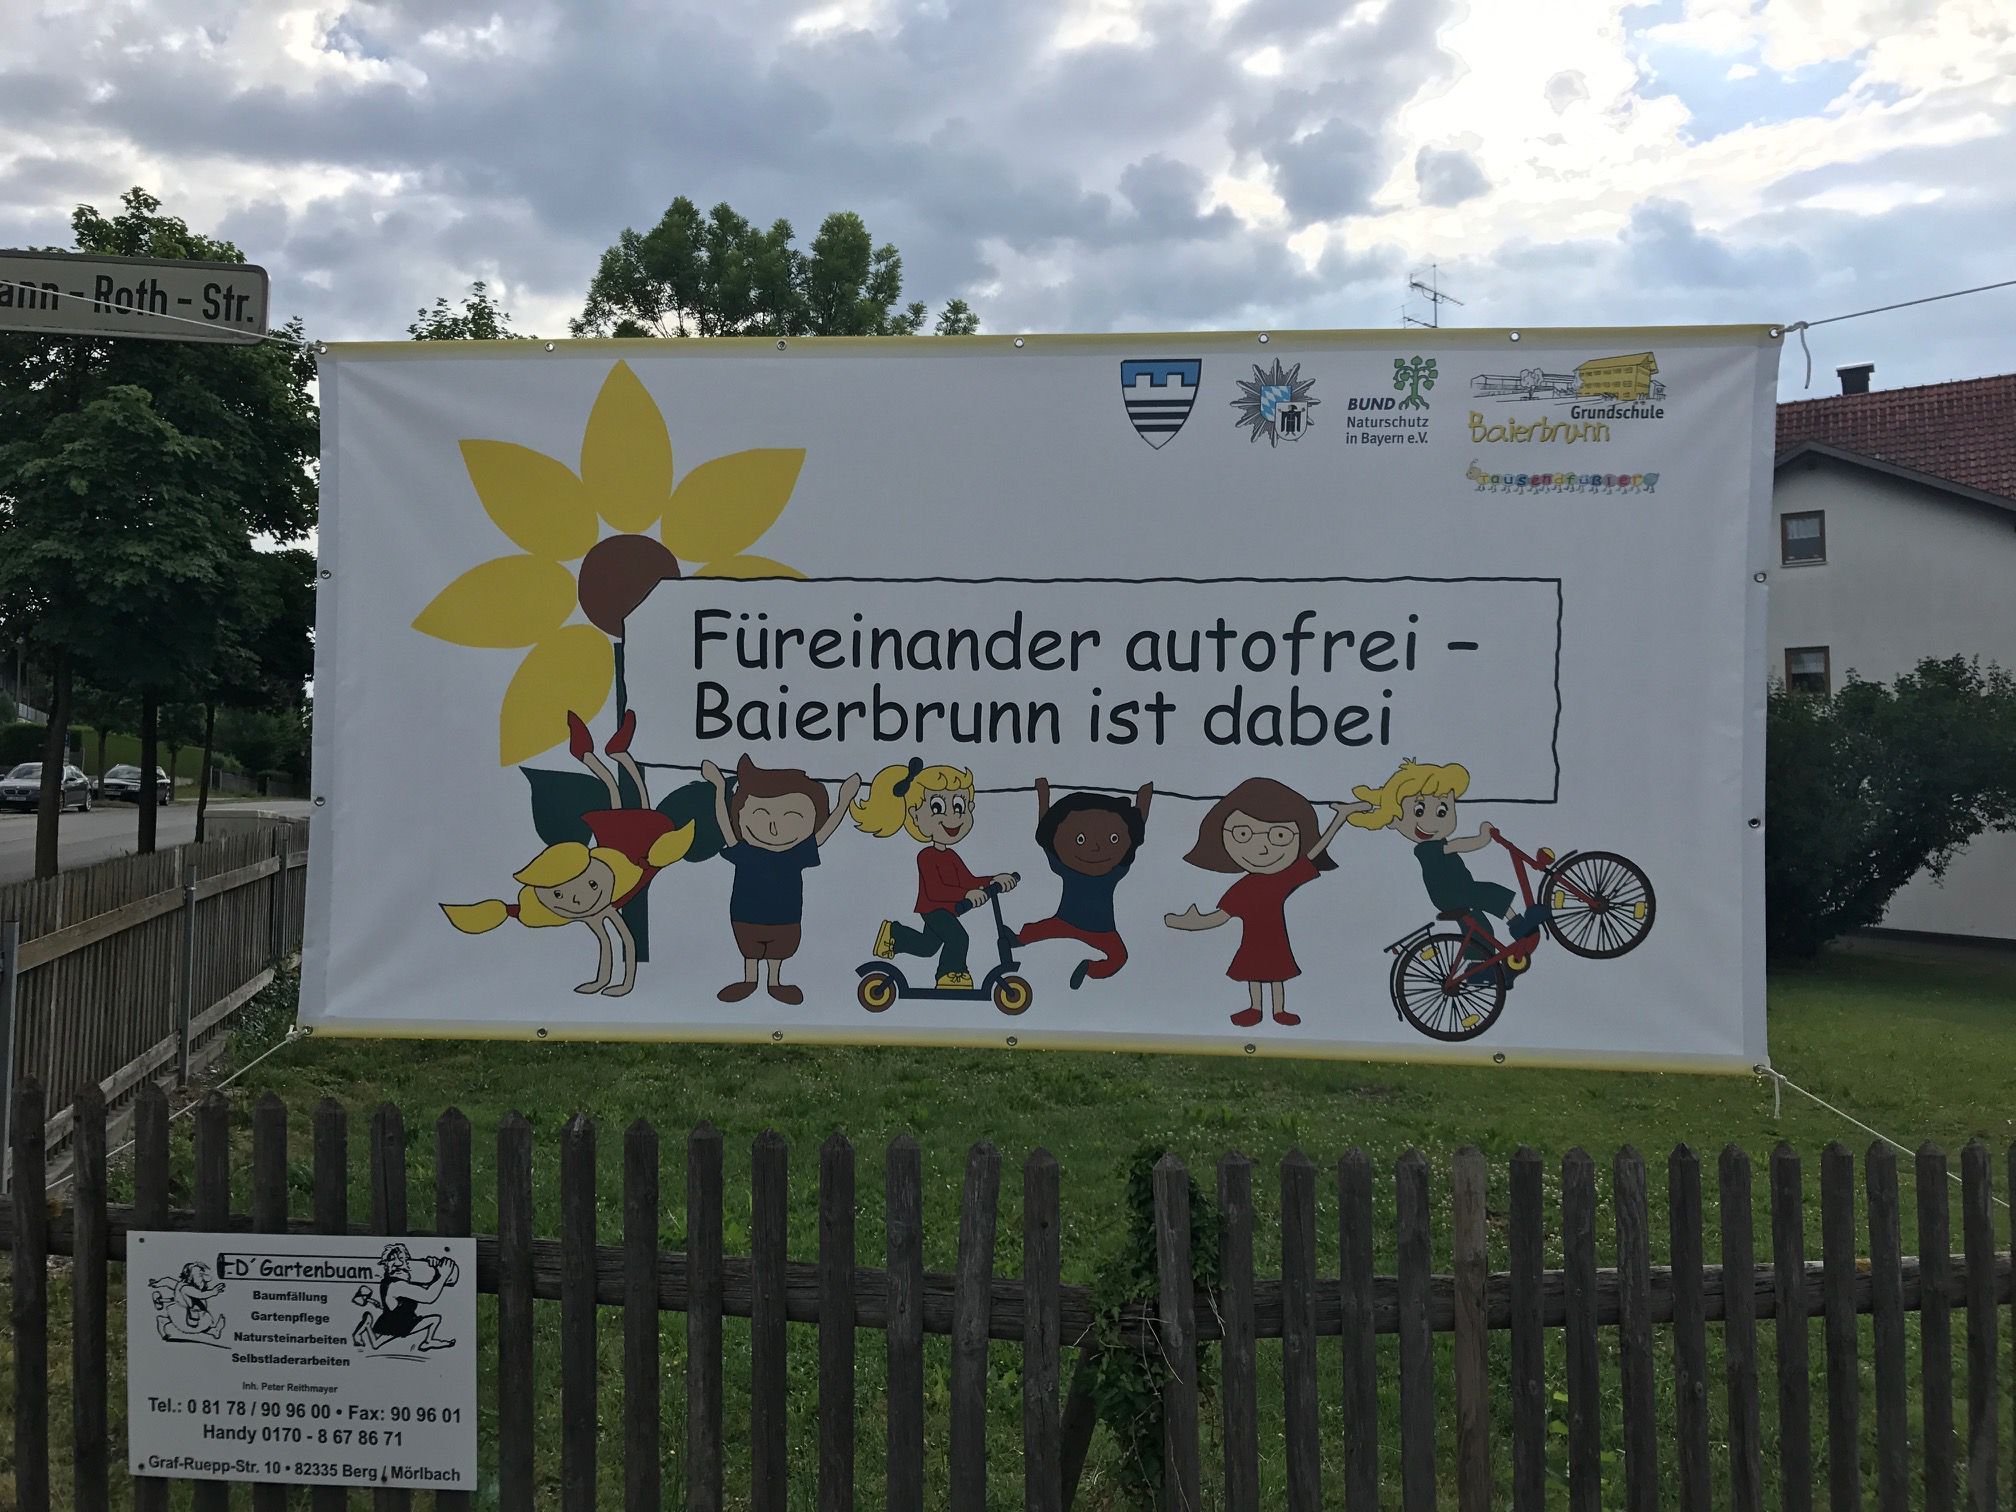 ann - Roth - Str.
BUND
Naturschutz
in Bayern e.V.
Grundschule
Baierbrunn
Tausendfüßler
Füreinander autofrei -
Baierbrunn ist dabei
D´Gartenbuam
Baumfällung
Gartenpflege
Natursteinarbeiten
Selbstladerarbeiten
Inh. Peter Reithmayer
Tel.: 0 81 78 / 90 96 00 • Fax: 90 96 01
Handy 0170 - 8 67 86 71
Graf-Ruepp-Str. 10 • 82335 Berg / Mörlbach